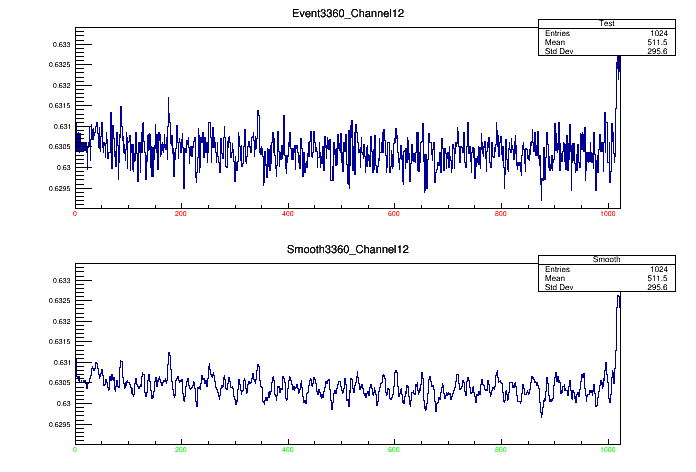 Event3360_Channel12
Test
Entries 1024
Mean 511.5
Std Dev 295.6
0.633
0.6325
0.632
0.6315
0.631
0.6305
0.63
0.6295
0 200 400 600 800 1000
Smooth3360_Channel12
Smooth
Entries 1024
Mean 511.5
Std Dev 295.6
0.633
0.6325
0.632
0.6315
0.631
0.6305
0.63
0.6295
0 200 400 600 800 1000